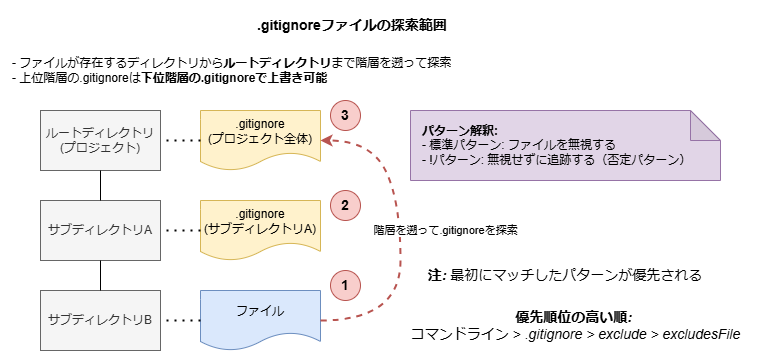 .gitignoreファイルの探索範囲
- ファイルが存在するディレクトリからルートディレクトリまで階層を遡って探索
- 上位階層の.gitignoreは下位階層の.gitignoreで上書き可能
ルートディレクトリ
(プロジェクト)
.gitignore
(プロジェクト全体)
3
パターン解釈:
- 標準パターン: ファイルを無視する
- !パターン: 無視せずに追跡する（否定パターン）
サブディレクトリA
.gitignore
(サブディレクトリA)
2
階層を遡って.gitignoreを探索
注: 最初にマッチしたパターンが優先される
サブディレクトリB
ファイル
1
優先順位の高い順:
コマンドライン > .gitignore > exclude > excludesFile